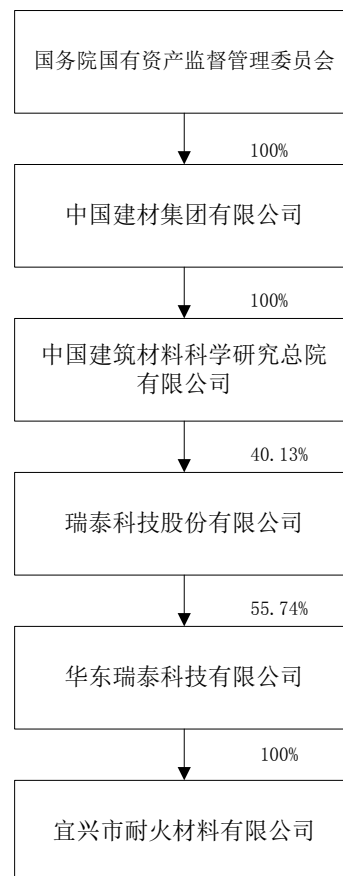 国务院国有资产监督管理委员会
100%
中国建材集团有限公司
100%
中国建筑材料科学研究总院
有限公司
40.13%
瑞泰科技股份有限公司
55.74%
华东瑞泰科技有限公司
100%
宜兴市耐火材料有限公司